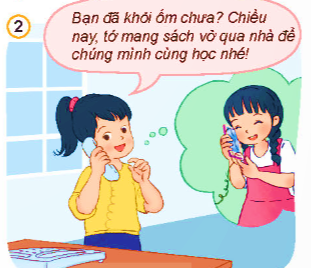 2
Bạn đã khỏi ốm chưa? Chiều
nay, tớ mang sách vở qua nhà để
chúng mình cùng học nhé!